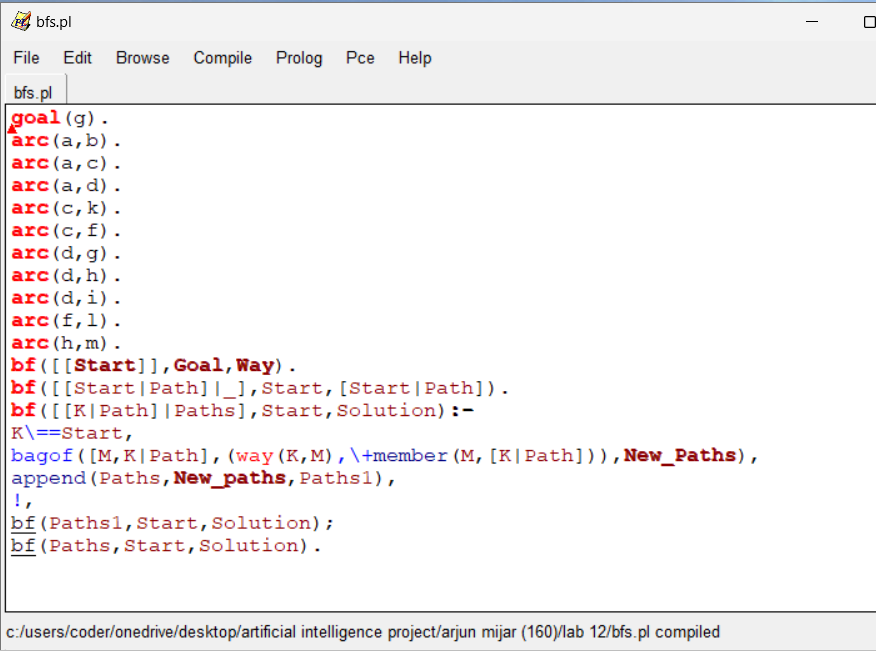 bfs.pl
File Edit Browse Compile Prolog Pce Help
bfs.pl
goal(g).
arc(a,b).
arc(a,c).
arc(a,d).
arc(c,k).
arc(c,f).
arc(d,g).
arc(d,h).
arc(d,i).
arc(f,l).
arc(h,m).
bf([[Start]],Goal,Way).
bf([[Start|Path]|_],Start,[Start|Path]).
bf([[K|Path]|Paths],Start,Solution):-
K\==Start,
bagof([M,K|Path],(way(K,M),\+member(M,[K|Path])),New_Paths),
append(Paths,New_paths,Paths1),
!,
bf(Paths1,Start,Solution);
bf(Paths,Start,Solution).
c:/users/coder/onedrive/desktop/artificial intelligence project/arjun mijar (160)/lab 12/bfs.pl compiled